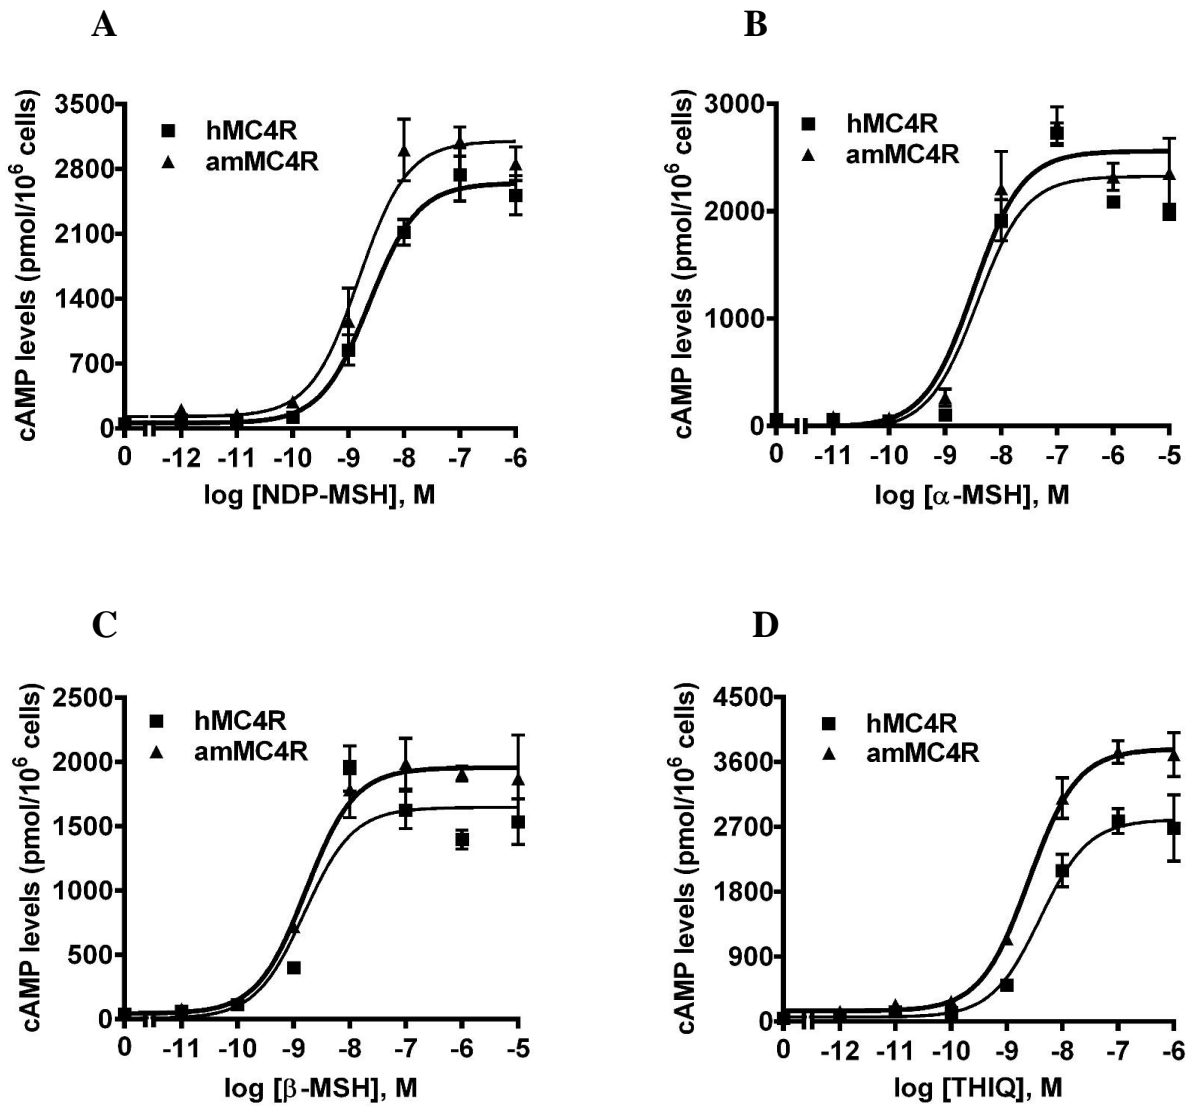 A
cAMP levels (pmol/10⁶ cells)
3500
2800
2100
1400
700
0
hMC4R
amMC4R
0 -12 -11 -10 -9 -8 -7 -6
log [NDP-MSH], M
B
cAMP levels (pmol/10⁶ cells)
3000
2000
1000
0
hMC4R
amMC4R
0 -11 -10 -9 -8 -7 -6 -5
log [α-MSH], M
C
cAMP levels (pmol/10⁶ cells)
2500
2000
1500
1000
500
0
hMC4R
amMC4R
0 -11 -10 -9 -8 -7 -6 -5
log [β-MSH], M
D
cAMP levels (pmol/10⁶ cells)
4500
3600
2700
1800
900
0
hMC4R
amMC4R
0 -12 -11 -10 -9 -8 -7 -6
log [THIQ], M